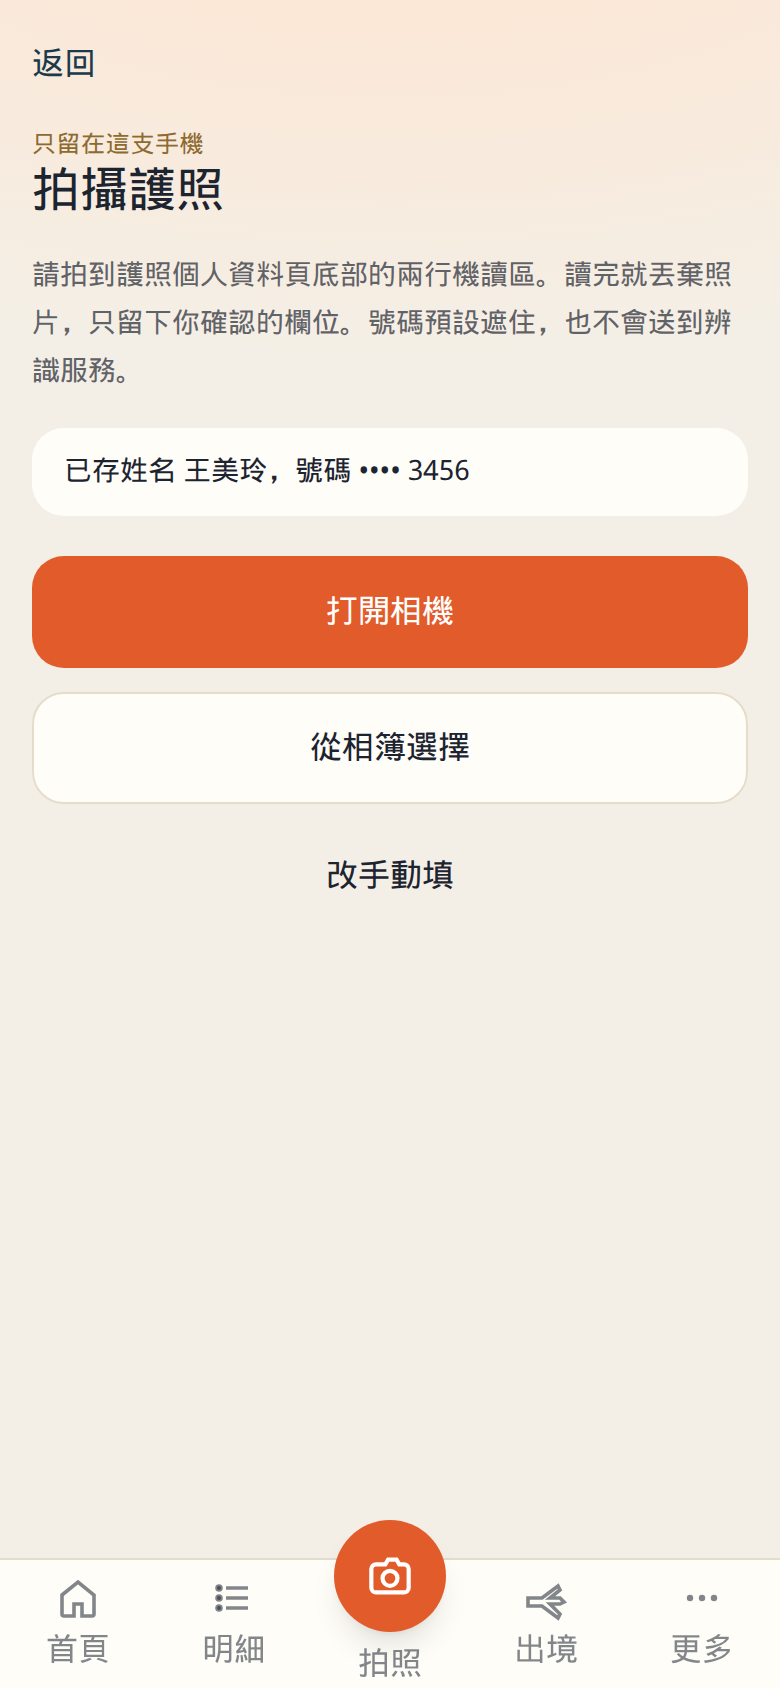 返回
只留在這支手機
拍攝護照
請拍到護照個人資料頁底部的兩行機讀區。讀完就丟棄照
片，只留下你確認的欄位。號碼預設遮住，也不會送到辨
識服務。
已存姓名 王美玲，號碼 •••• 3456
打開相機
從相簿選擇
改手動填
首頁
明細
拍照
出境
更多